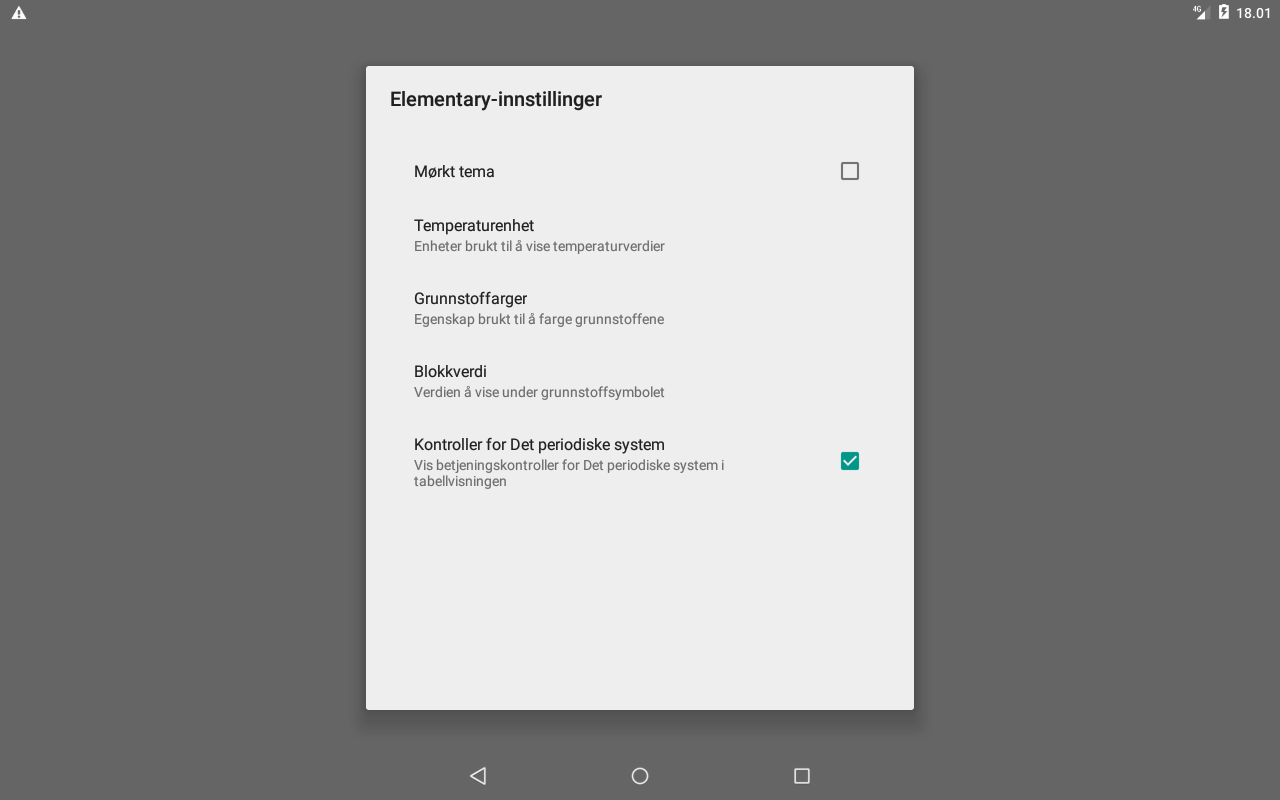 4G 18.01
Elementary-innstillinger
Mørkt tema
Temperaturenhet
Enheter brukt til å vise temperaturverdier
Grunnstoffarger
Egenskap brukt til å farge grunnstoffene
Blokkverdi
Verdien å vise under grunnstoffsymbolet
Kontroller for Det periodiske system
Vis betjeningskontroller for Det periodiske system i
tabellvisningen